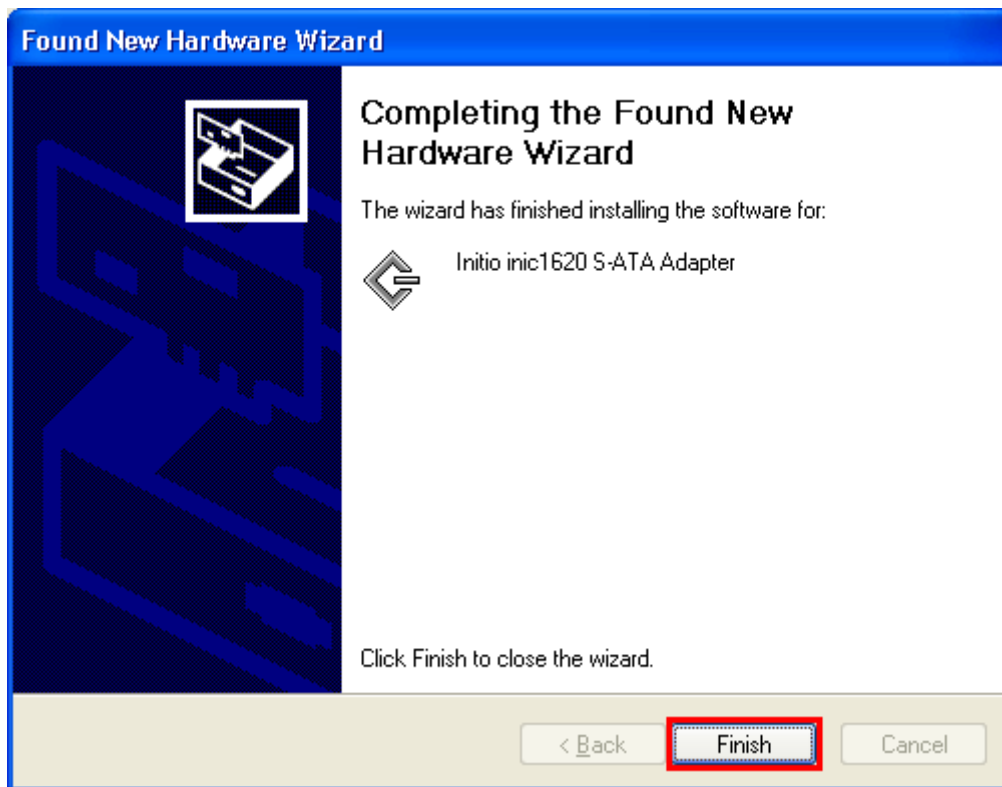 Found New Hardware Wizard
Completing the Found New
Hardware Wizard
The wizard has finished installing the software for:
Initio inic1620 S-ATA Adapter
Click Finish to close the wizard.
< Back Finish Cancel